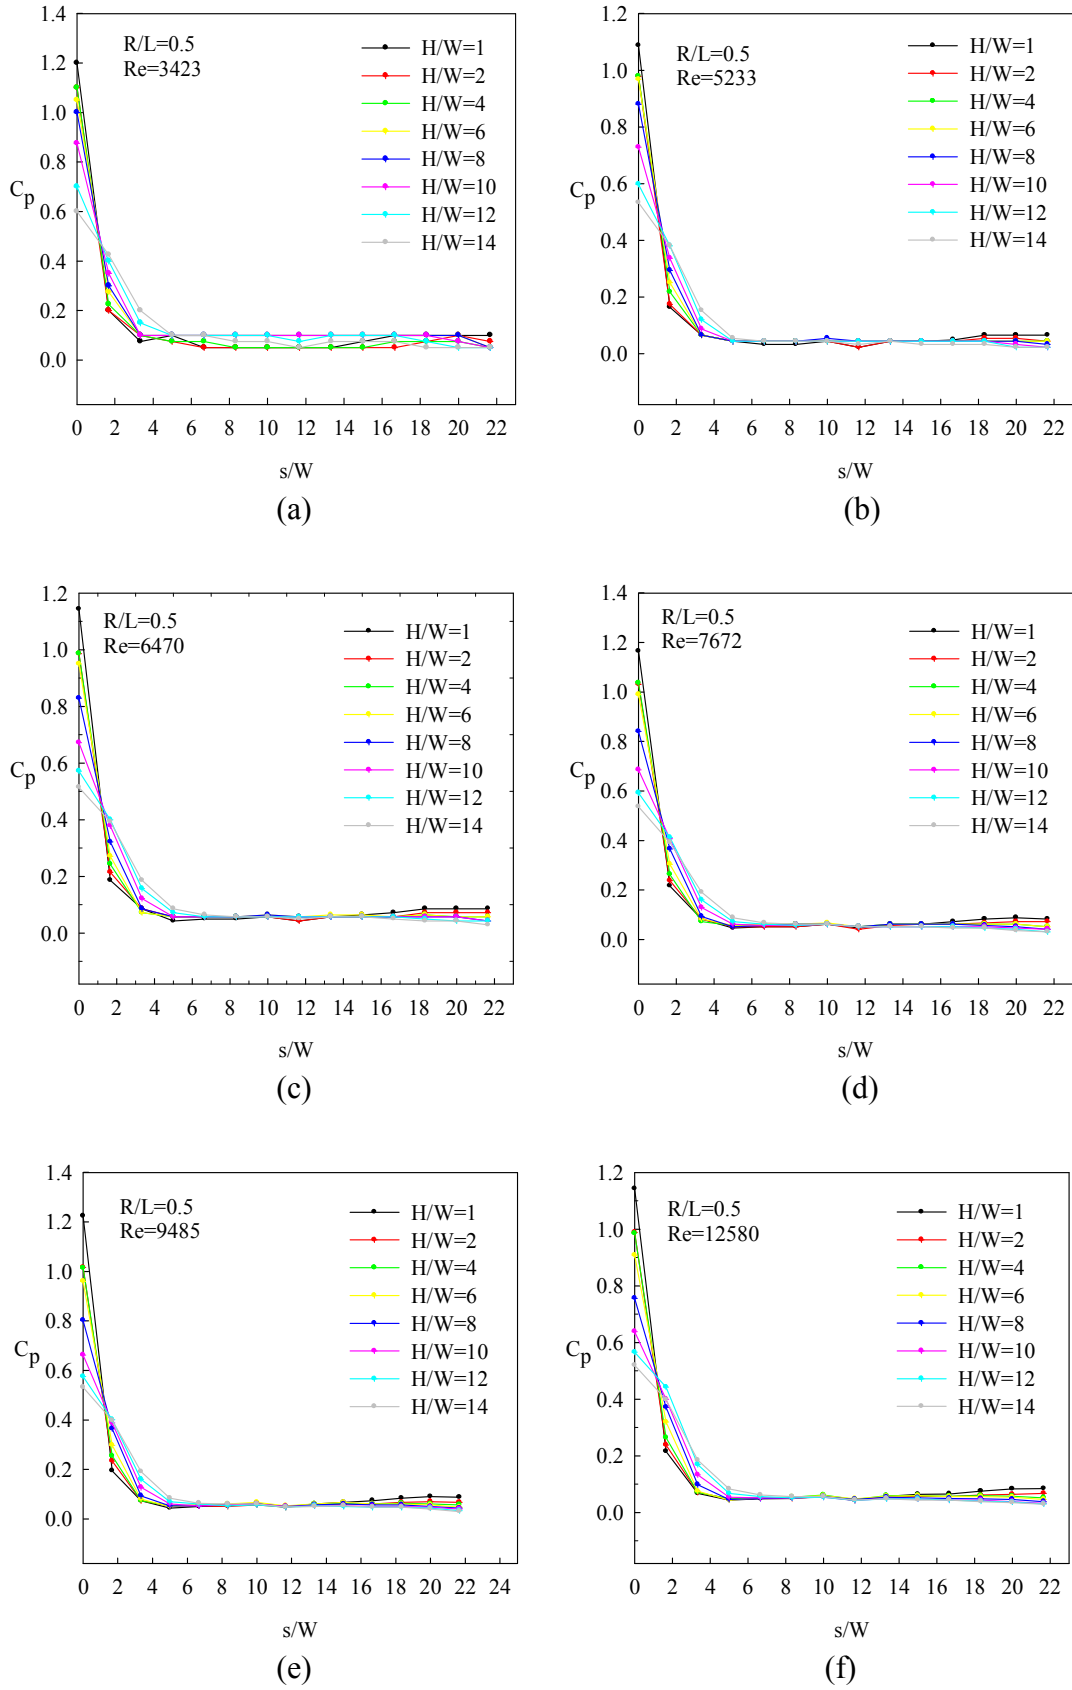 1.4
1.2
1.0
0.8
0.6
0.4
0.2
0.0
Cp
R/L=0.5
Re=3423
H/W=1
H/W=2
H/W=4
H/W=6
H/W=8
H/W=10
H/W=12
H/W=14
0 2 4 6 8 10 12 14 16 18 20 22
s/W
(a)
1.2
1.0
0.8
0.6
0.4
0.2
0.0
Cp
R/L=0.5
Re=5233
H/W=1
H/W=2
H/W=4
H/W=6
H/W=8
H/W=10
H/W=12
H/W=14
0 2 4 6 8 10 12 14 16 18 20 22
s/W
(b)
1.2
1.0
0.8
0.6
0.4
0.2
0.0
Cp
R/L=0.5
Re=6470
H/W=1
H/W=2
H/W=4
H/W=6
H/W=8
H/W=10
H/W=12
H/W=14
0 2 4 6 8 10 12 14 16 18 20 22
s/W
(c)
1.4
1.2
1.0
0.8
0.6
0.4
0.2
0.0
Cp
R/L=0.5
Re=7672
H/W=1
H/W=2
H/W=4
H/W=6
H/W=8
H/W=10
H/W=12
H/W=14
0 2 4 6 8 10 12 14 16 18 20 22
s/W
(d)
1.4
1.2
1.0
0.8
0.6
0.4
0.2
0.0
Cp
R/L=0.5
Re=9485
H/W=1
H/W=2
H/W=4
H/W=6
H/W=8
H/W=10
H/W=12
H/W=14
0 2 4 6 8 10 12 14 16 18 20 22 24
s/W
(e)
1.2
1.0
0.8
0.6
0.4
0.2
0.0
Cp
R/L=0.5
Re=12580
H/W=1
H/W=2
H/W=4
H/W=6
H/W=8
H/W=10
H/W=12
H/W=14
0 2 4 6 8 10 12 14 16 18 20 22
s/W
(f)